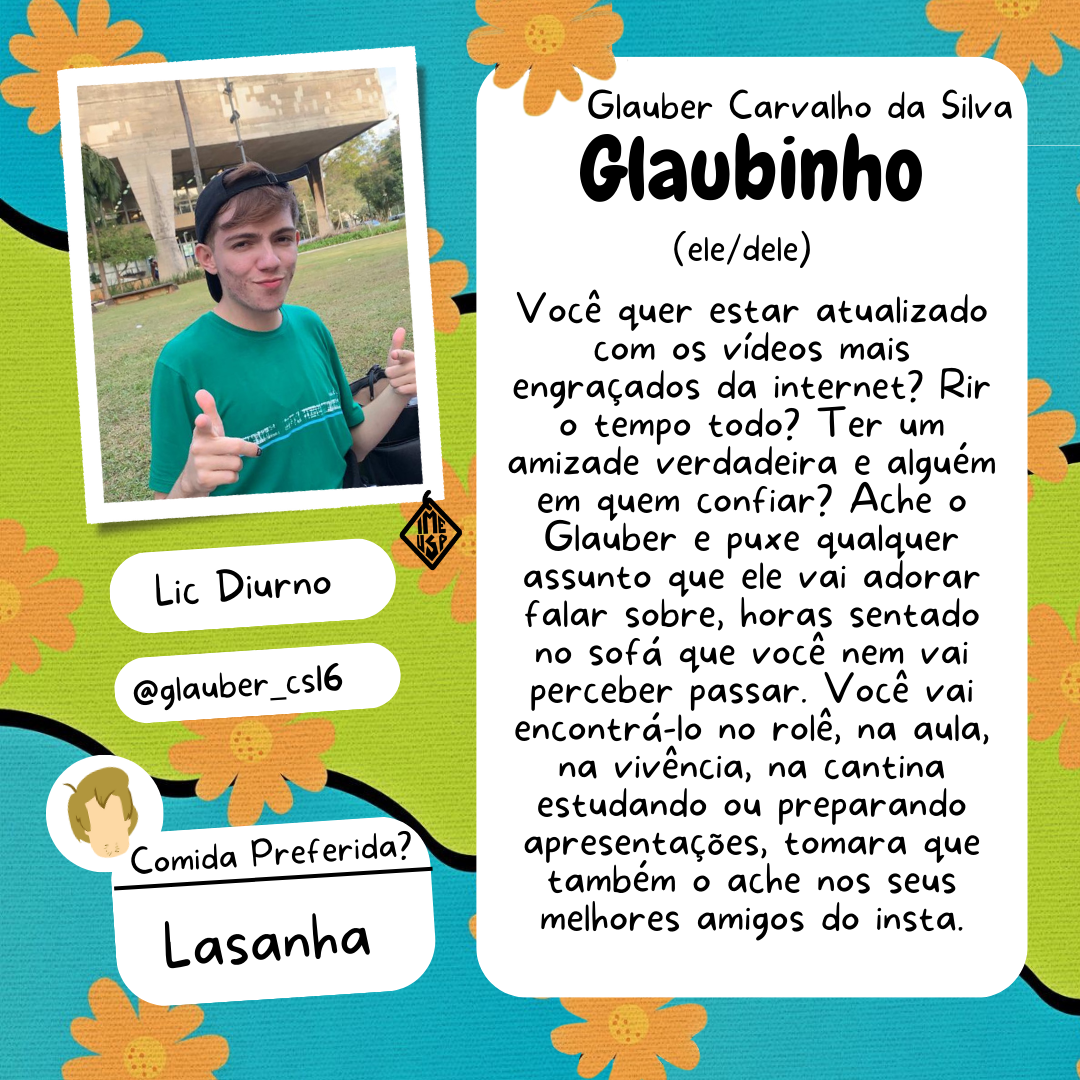 Glauber Carvalho da Silva
Glaubinho
(ele/dele)
Você quer estar atualizado
com os vídeos mais
engraçados da internet? Rir
o tempo todo? Ter um
amizade verdadeira e alguém
em quem confiar? Ache o
Glauber e puxe qualquer
assunto que ele vai adorar
falar sobre, horas sentado
no sofá que você nem vai
perceber passar. Você vai
encontrá-lo no rolê, na aula,
na vivência, na cantina
estudando ou preparando
apresentações, tomara que
também o ache nos seus
melhores amigos do insta.
IME
USP
Lic Diurno
@glauber_cs16
Comida Preferida?
Lasanha